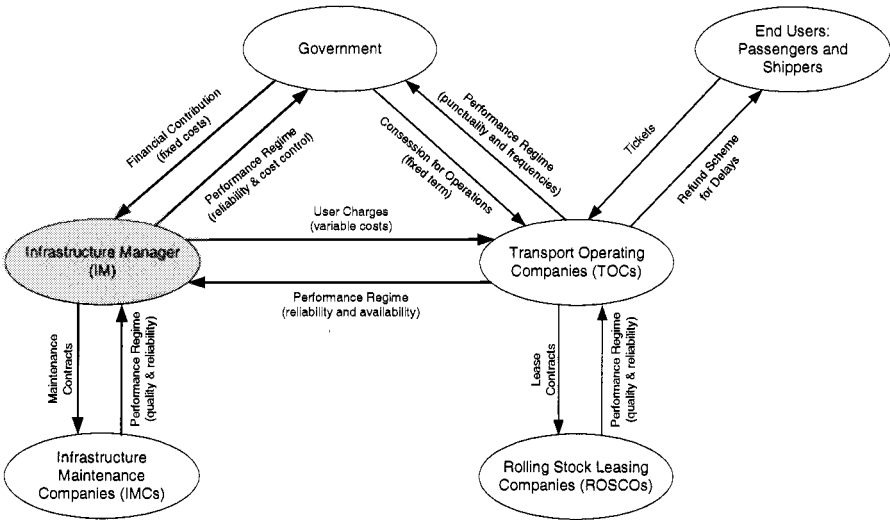 Government
End Users:
Passengers and
Shippers
Financial Contribution
(fixed costs)
Performance Regime
(reliability & cost control)
Consession for Operations
(fixed term)
Performance Regime
(punctuality and frequencies)
Tickets
Refund Scheme
for Delays
User Charges
(variable costs)
Infrastructure Manager
(IM)
Transport Operating
Companies (TOCs)
Performance Regime
(reliability and availability)
Maintenance
Contracts
Performance Regime
(quality & reliability)
Lease
Contracts
Performance Regime
(quality & reliability)
Infrastructure
Maintenance
Companies (IMCs)
Rolling Stock Leasing
Companies (ROSCOs)